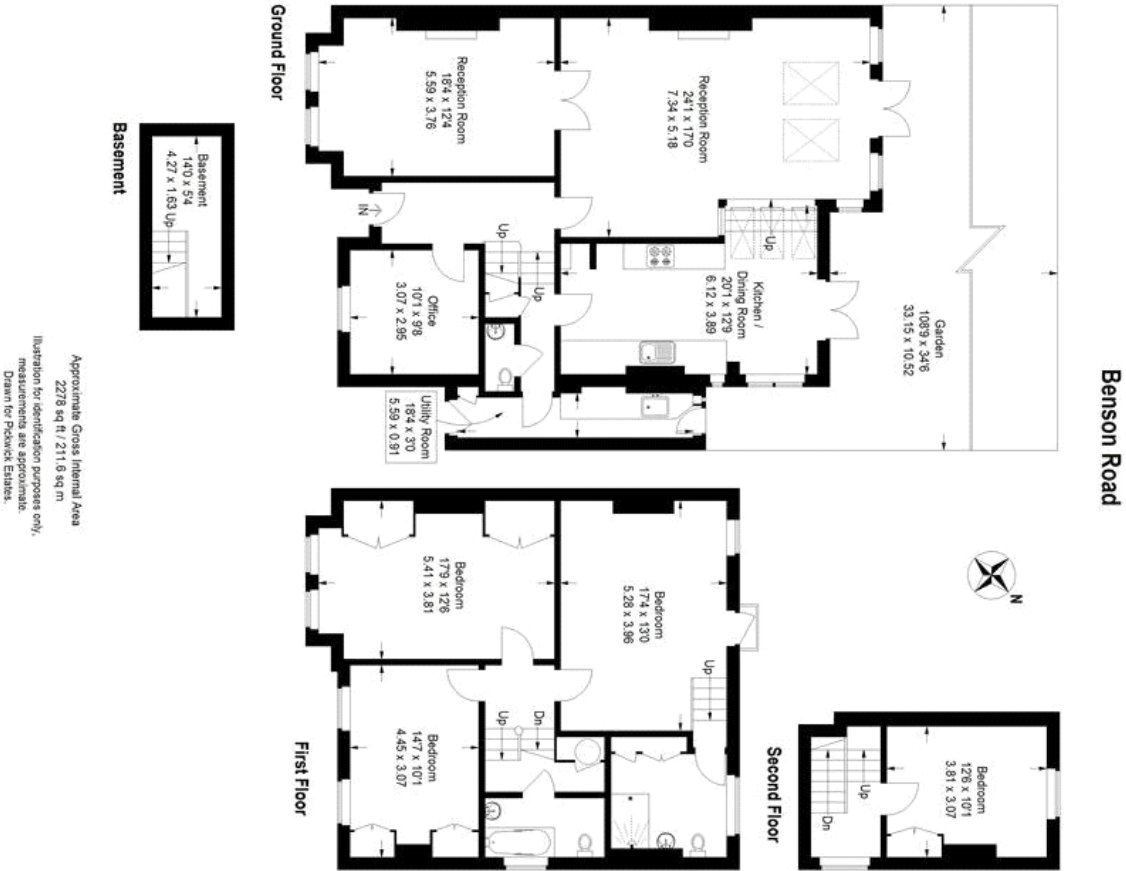 Benson Road
N
Garden
108'9 x 34'6
33.15 x 10.52
Reception Room
24'1 x 17'0
7.34 x 5.18
Up
Kitchen /
Dining Room
20'1 x 12'9
6.12 x 3.89
Reception Room
18'4 x 12'4
5.59 x 3.76
Up
Up
IN
Office
10'1 x 9'8
3.07 x 2.95
Utility Room
18'4 x 3'0
5.59 x 0.91
Ground Floor
Bedroom
12'6 x 10'1
3.81 x 3.07
Up
Dn
Second Floor
Bedroom
17'4 x 13'0
5.28 x 3.96
Up
Bedroom
17'9 x 12'6
5.41 x 3.81
Dn
Up
Bedroom
14'7 x 10'1
4.45 x 3.07
First Floor
Basement
14'0 x 5'4
4.27 x 1.63
Up
Basement
Approximate Gross Internal Area
2278 sq ft / 211.6 sq m
Illustration for identification purposes only,
measurements are approximate.
Drawn for Pickwick Estates.